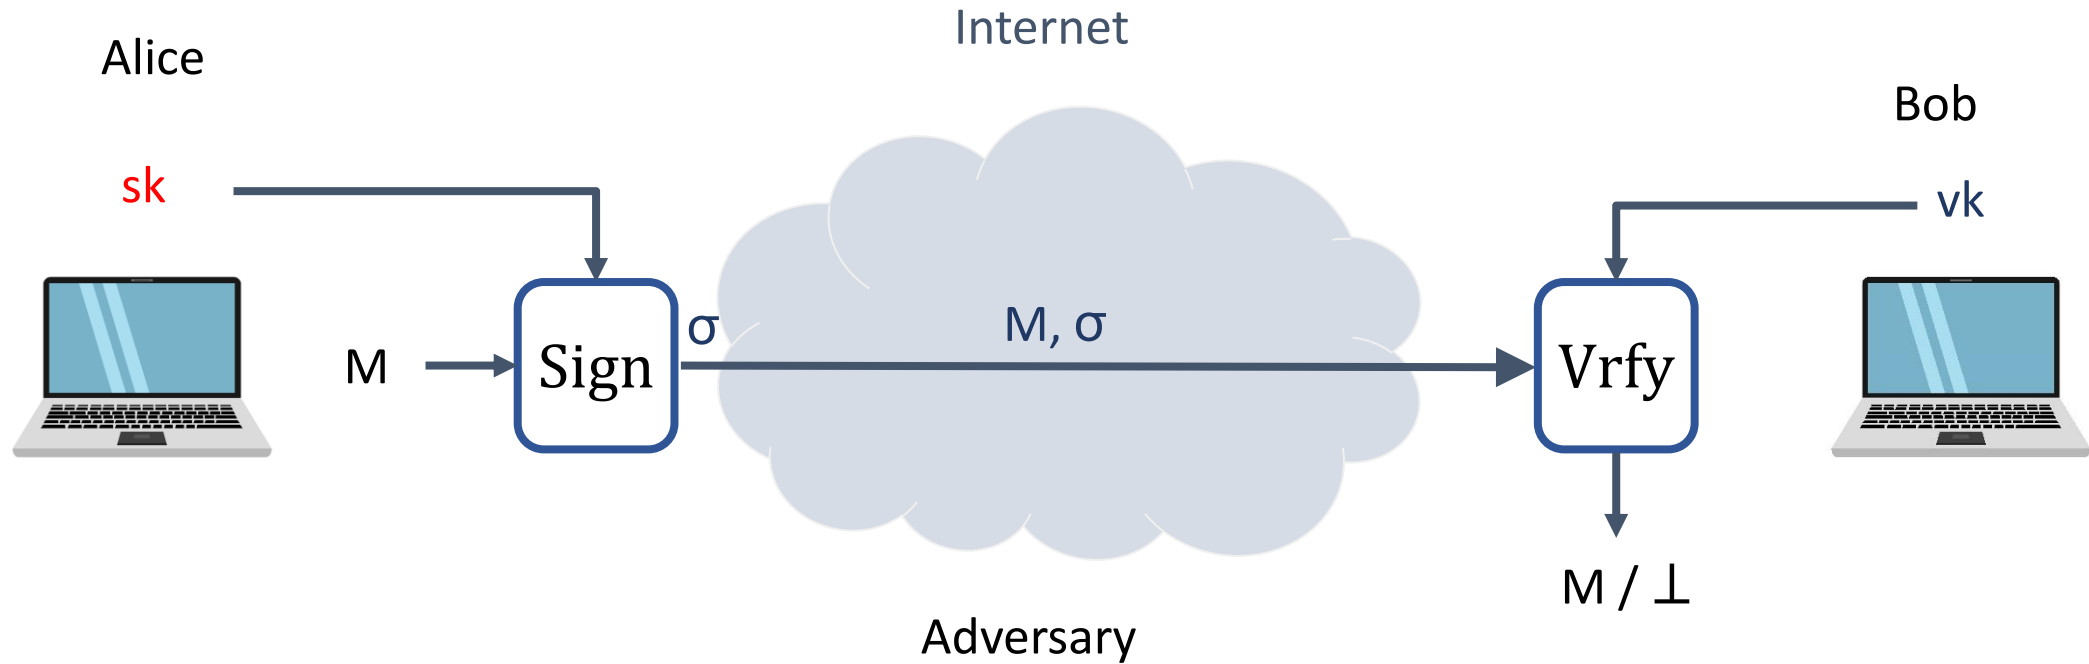 Internet
Alice
Bob
sk
vk
σ
M, σ
M
Sign
Vrfy
M / ⊥
Adversary